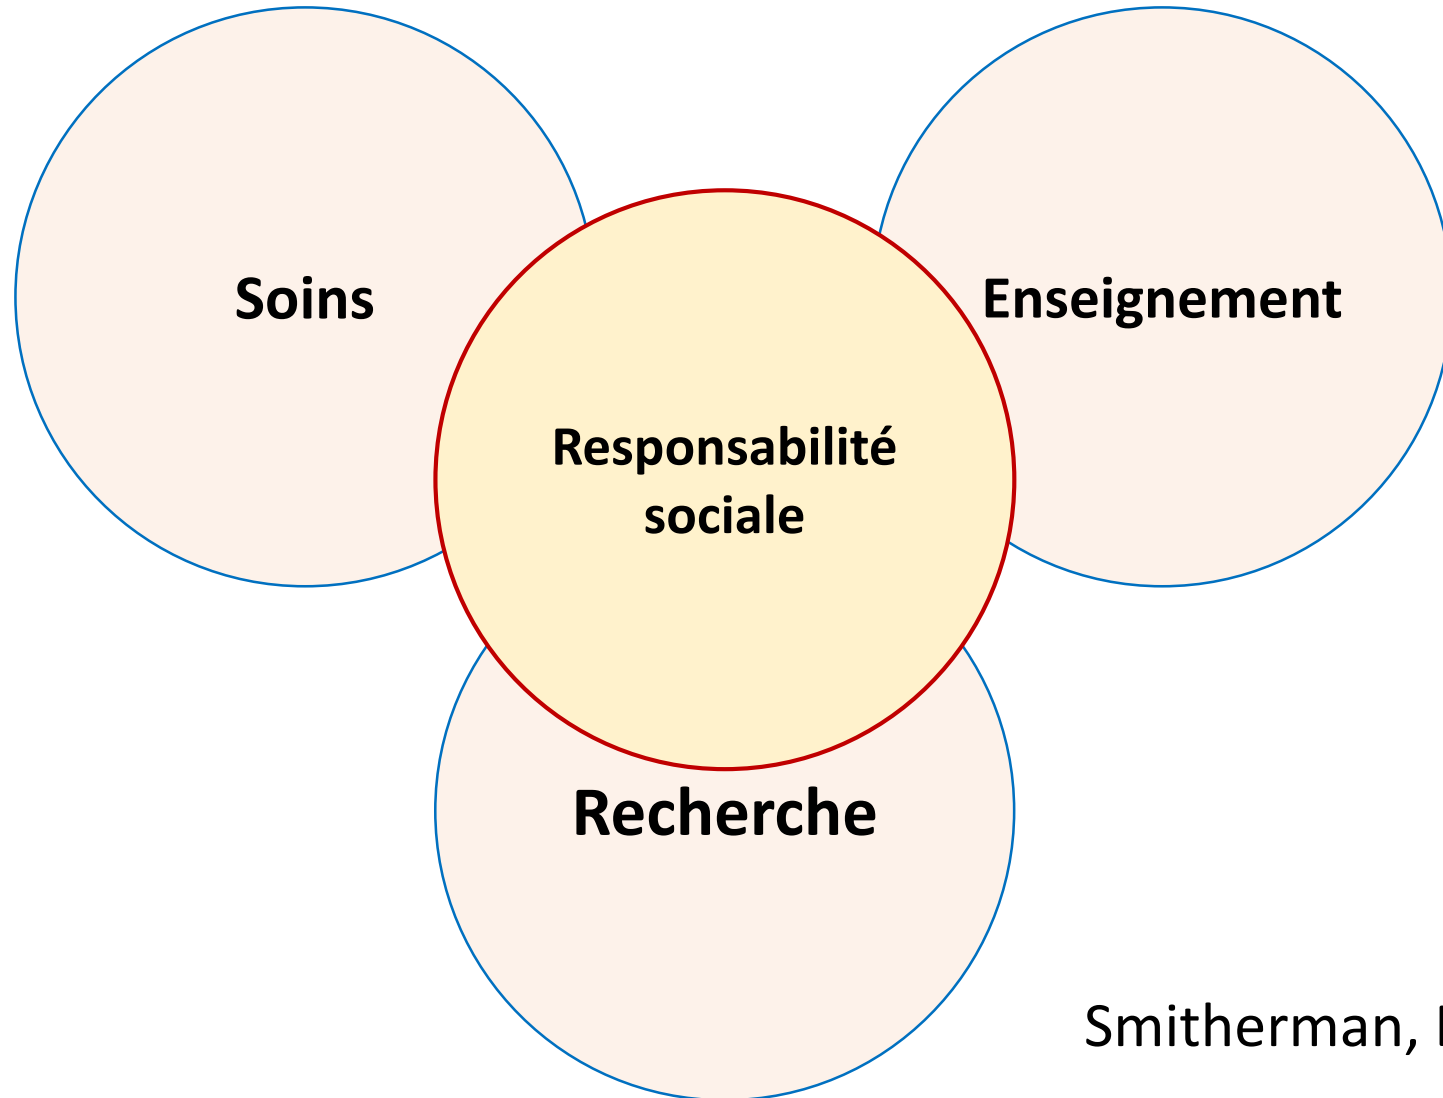 Soins
Enseignement
Responsabilité
sociale
Recherche
Smitherman,